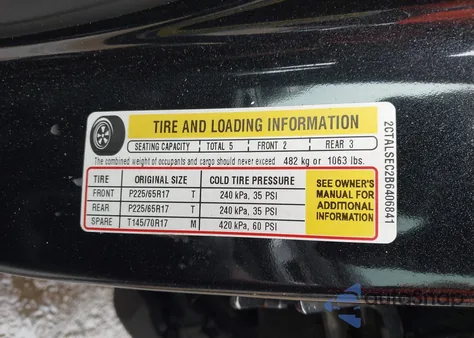 TIRE AND LOADING INFORMATION
SEATING CAPACITY TOTAL 5 FRONT 2 REAR 3
The combined weight of occupants and cargo should never exceed 482 kg or 1063 lbs.
TIRE ORIGINAL SIZE COLD TIRE PRESSURE
FRONT P225/65R17 T 240 kPa, 35 PSI
REAR P225/65R17 T 240 kPa, 35 PSI
SPARE T145/70R17 M 420 kPa, 60 PSI
SEE OWNER'S
MANUAL FOR
ADDITIONAL
INFORMATION
2CTALSEC2B6406841
autoSnap